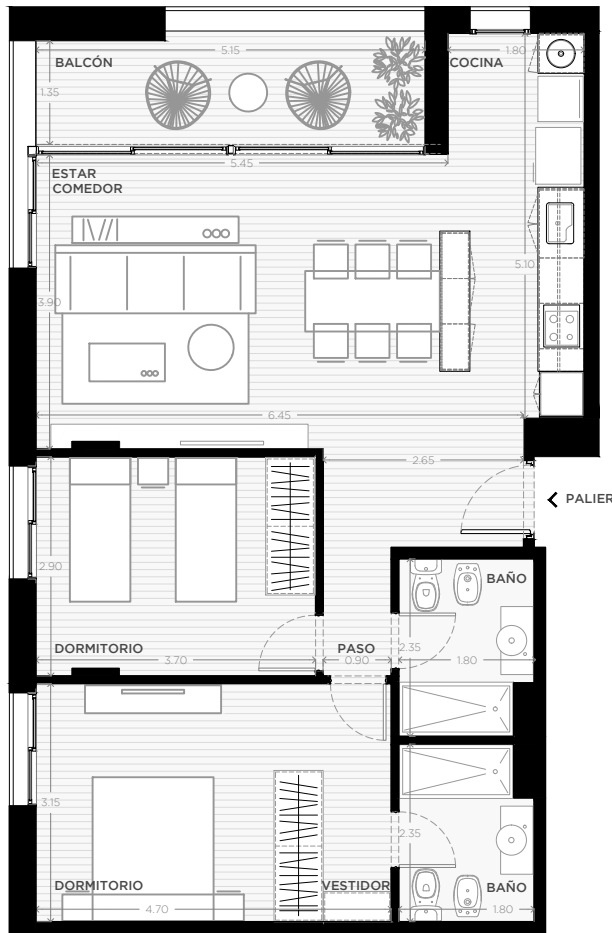 5.15
1.80
BALCÓN
COCINA
1.35
5.45
ESTAR
COMEDOR
5.10
3.90
6.45
2.65
PALIER
2.90
BAÑO
DORMITORIO
PASO
2.35
3.70
0.90
1.80
3.15
2.35
DORMITORIO
VESTIDOR
BAÑO
4.70
1.80